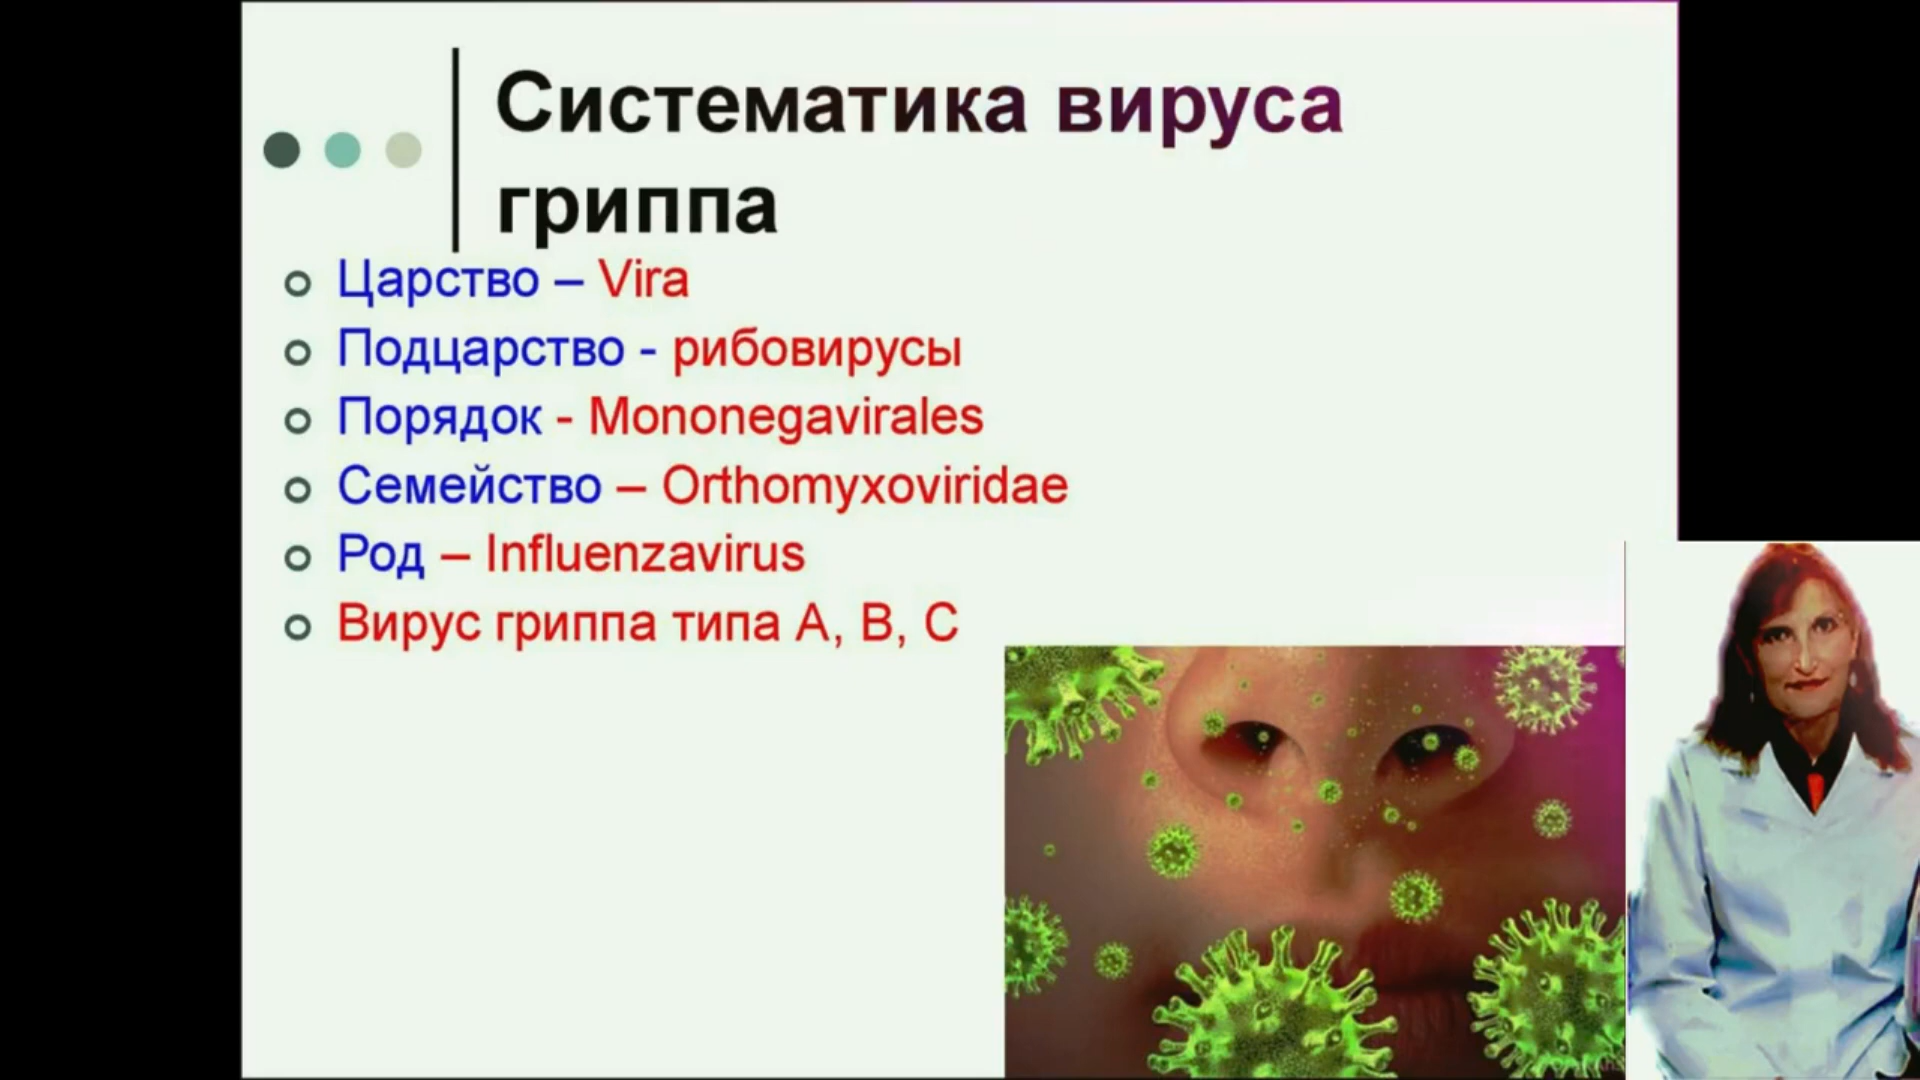 Систематика вируса
гриппа
Царство – Vira
Подцарство - рибовирусы
Порядок - Mononegavirales
Семейство – Orthomyxoviridae
Род – Influenzavirus
Вирус гриппа типа А, В, С